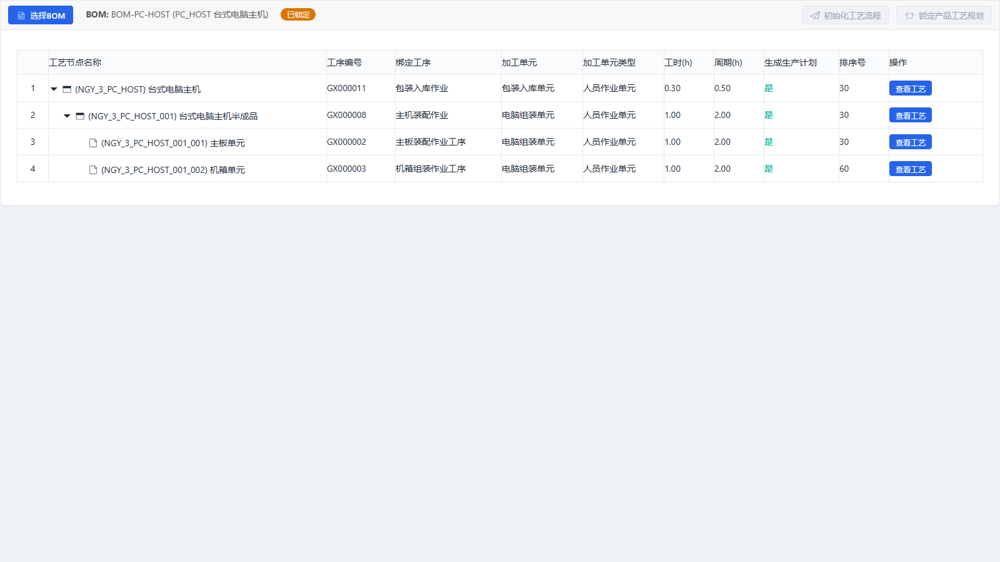 选择BOM BOM: BOM-PC-HOST (PC_HOST 台式电脑主机) 已锁定 初始化工艺流程 锁定产品工艺规划
工艺节点名称 工序编号 绑定工序 加工单元 加工单元类型 工时(h) 周期(h) 生成生产计划 排序号 操作
1 (NGY_3_PC_HOST) 台式电脑主机 GX000011 包装入库作业 包装入库单元 人员作业单元 0.30 0.50 是 30 查看工艺
2 (NGY_3_PC_HOST_001) 台式电脑主机半成品 GX000008 主机装配作业 电脑组装单元 人员作业单元 1.00 2.00 是 30 查看工艺
3 (NGY_3_PC_HOST_001_001) 主板单元 GX000002 主板装配作业工序 电脑组装单元 人员作业单元 1.00 2.00 是 30 查看工艺
4 (NGY_3_PC_HOST_001_002) 机箱单元 GX000003 机箱组装作业工序 电脑组装单元 人员作业单元 1.00 2.00 是 60 查看工艺